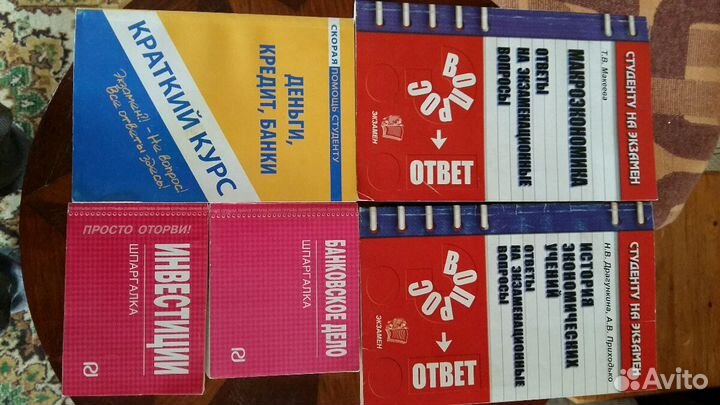 СКОРАЯ ПОМОЩЬ СТУДЕНТУ
ДЕНЬГИ,
КРЕДИТ, БАНКИ
КРАТКИЙ КУРС
Экзамен?! - Не вопрос!
Все ответы здесь!
СТУДЕНТУ НА ЭКЗАМЕН
Т.В. Макеева
МАКРОЭКОНОМИКА
ОТВЕТЫ
НА ЭКЗАМЕНАЦИОННЫЕ
ВОПРОСЫ
ВОПРОС
ОТВЕТ
ЭКЗАМЕН
ПРОСТО ОТОРВИ!
ИНВЕСТИЦИИ
ШПАРГАЛКА
БАНКОВСКОЕ ДЕЛО
ШПАРГАЛКА
СТУДЕНТУ НА ЭКЗАМЕН
Н.В. Драгункина, А.В. Приходько
ИСТОРИЯ
ЭКОНОМИЧЕСКИХ
УЧЕНИЙ
ОТВЕТЫ
НА ЭКЗАМЕНАЦИОННЫЕ
ВОПРОСЫ
ВОПРОС
ОТВЕТ
ЭКЗАМЕН
Avito